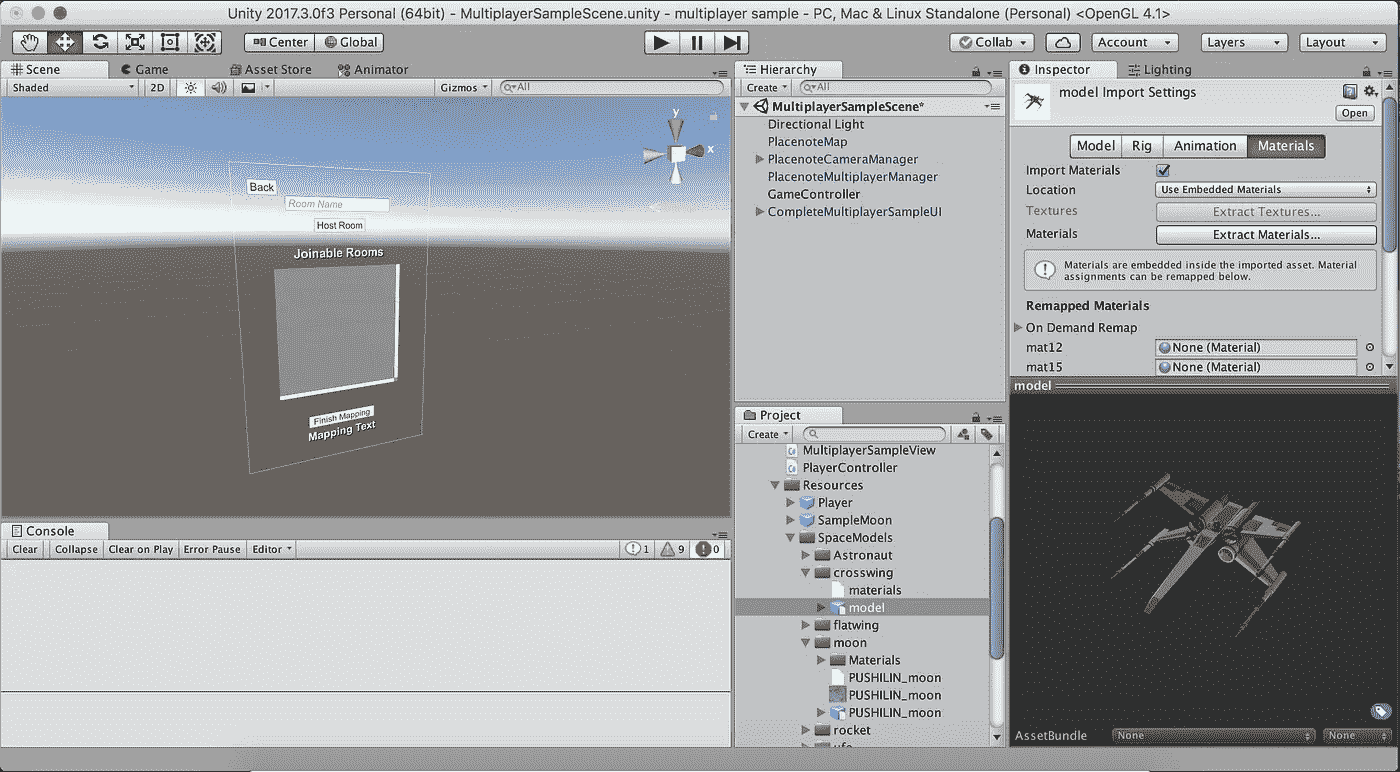 Unity 2017.3.0f3 Personal (64bit) - MultiplayerSampleScene.unity - multiplayer sample - PC, Mac & Linux Standalone (Personal) <OpenGL 4.1>
Center Global Collab Account Layers Layout
Scene Game Asset Store Animator
Shaded 2D Gizmos All
y
x
Back
Room Name
Host Room
Joinable Rooms
Finish Mapping
Mapping Text
Console
Clear Collapse Clear on Play Error Pause Editor 1 9 0
Hierarchy
Create All
MultiplayerSampleScene*
Directional Light
PlacenoteMap
PlacenoteCameraManager
PlacenoteMultiplayerManager
GameController
CompleteMultiplayerSampleUI
Project
Create
MultiplayerSampleView
PlayerController
Resources
Player
SampleMoon
SpaceModels
Astronaut
crosswing
materials
model
flatwing
moon
Materials
PUSHILIN_moon
PUSHILIN_moon
PUSHILIN_moon
rocket
ufo
Inspector Lighting
model Import Settings
Open
Model Rig Animation Materials
Import Materials
Location Use Embedded Materials
Textures Extract Textures...
Materials Extract Materials...
Materials are embedded inside the imported asset. Material
assignments can be remapped below.
Remapped Materials
On Demand Remap
mat12 None (Material)
mat15 None (Material)
model
AssetBundle None None